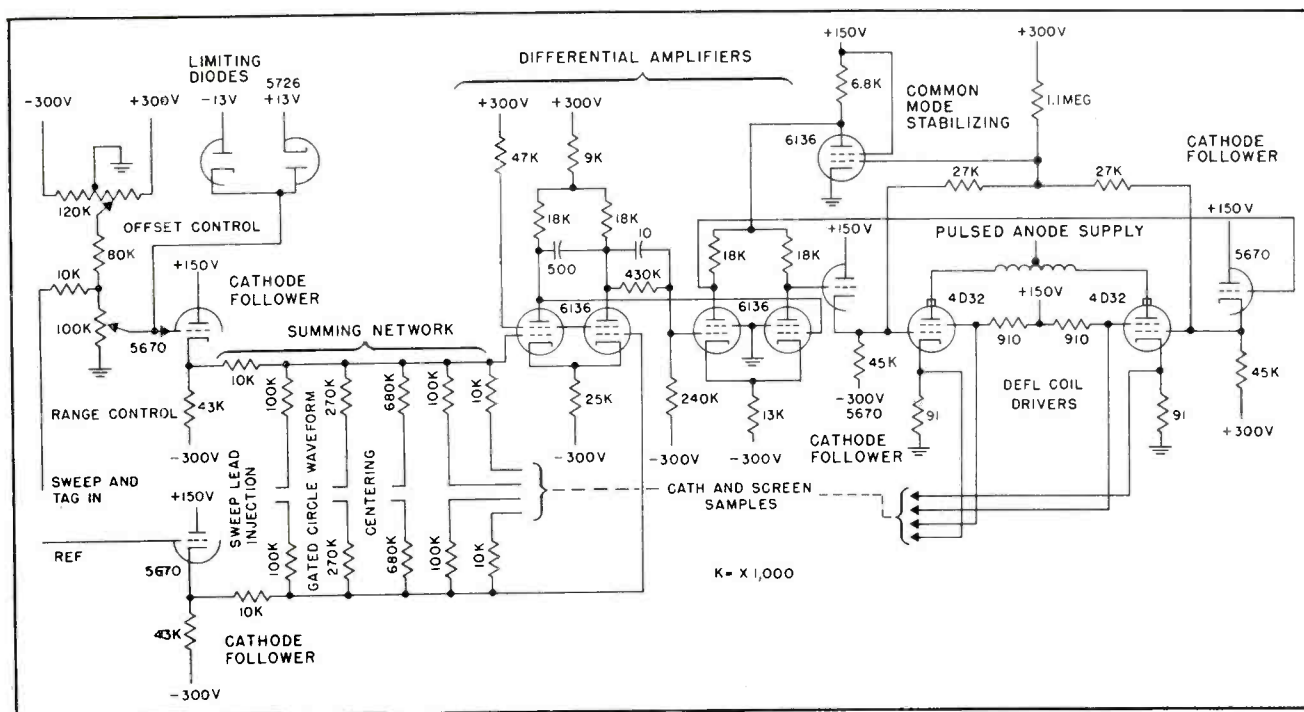 LIMITING
DIODES
5726
-13V
+13V
-300V
+300V
120K
OFFSET CONTROL
80K
10K
100K
+150V
CATHODE
FOLLOWER
5670
RANGE CONTROL
43K
-300V
SWEEP AND
TAG IN
REF
+150V
5670
43K
-300V
CATHODE
FOLLOWER
SUMMING NETWORK
10K
100K
270K
680K
100K
10K
SWEEP LEAD
INJECTION
GATED CIRCLE WAVEFORM
CENTERING
100K
270K
680K
100K
10K
10K
DIFFERENTIAL AMPLIFIERS
+300V
+300V
47K
9K
18K
18K
500
10
430K
6136
25K
-300V
240K
-300V
18K
18K
6136
13K
-300V
+150V
6.8K
6136
COMMON
MODE
STABILIZING
+300V
1.1MEG
27K
27K
+150V
45K
-300V
5670
CATHODE
FOLLOWER
PULSED ANODE SUPPLY
4D32
+150V
4D32
910
910
DEFL COIL
DRIVERS
91
91
CATHODE
FOLLOWER
+150V
5670
45K
+300V
CATH AND SCREEN
SAMPLES
K= X 1,000